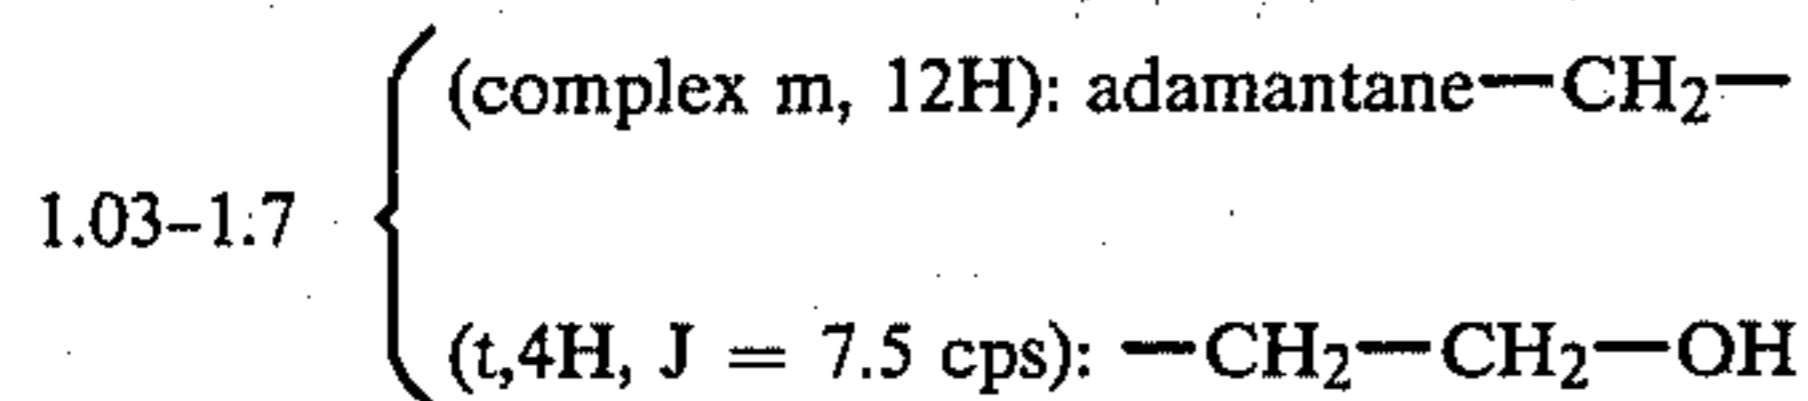 (complex m, 12H): adamantane—CH₂—
1.03–1.7
(t,4H, J = 7.5 cps): —CH₂—CH₂—OH